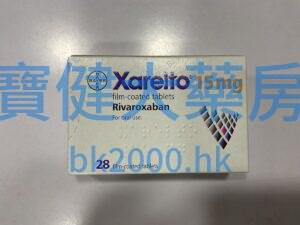 BAYER
Xarelto 15mg
film-coated tablets
Rivaroxaban
For oral use.
寶健水藥房
bk2000.hk
28 film-coated tablets